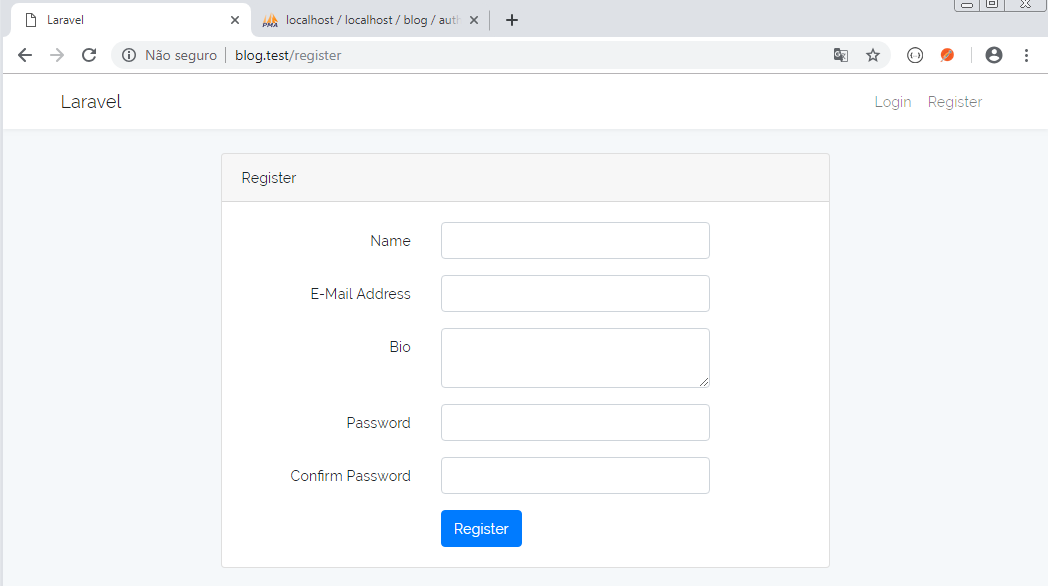 Laravel
PMA localhost / localhost / blog / auth
Não seguro | blog.test/register
Laravel Login Register
Register
Name
E-Mail Address
Bio
Password
Confirm Password
Register